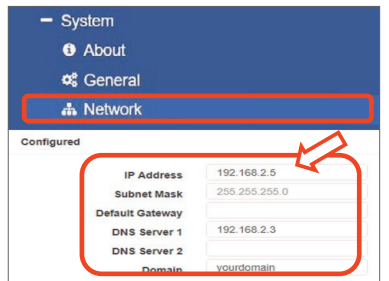 System
About
General
Network
Configured
IP Address 192.168.2.5
Subnet Mask 255.255.255.0
Default Gateway
DNS Server 1 192.168.2.3
DNS Server 2
Domain yourdomain